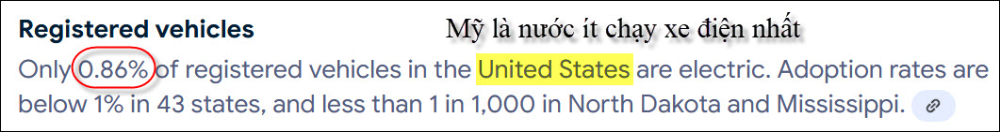 Registered vehicles
Mỹ là nước ít chạy xe điện nhất
Only 0.86% of registered vehicles in the United States are electric. Adoption rates are
below 1% in 43 states, and less than 1 in 1,000 in North Dakota and Mississippi.